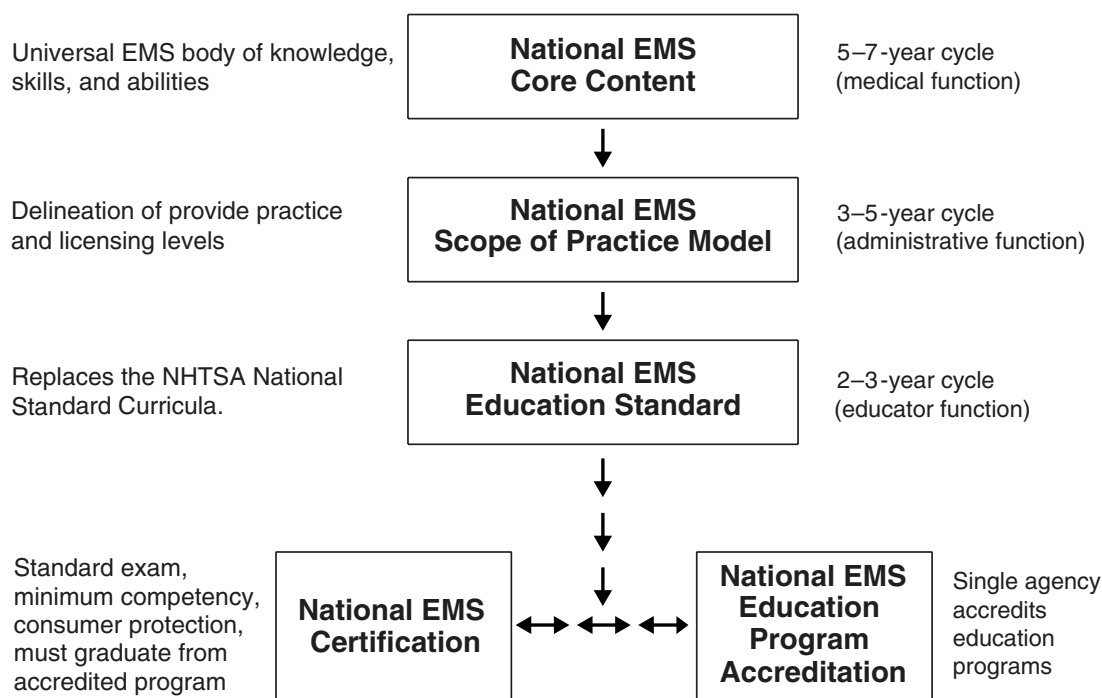 Universal EMS body of knowledge,
skills, and abilities
National EMS
Core Content
5–7-year cycle
(medical function)
Delineation of provide practice
and licensing levels
National EMS
Scope of Practice Model
3–5-year cycle
(administrative function)
Replaces the NHTSA National
Standard Curricula.
National EMS
Education Standard
2–3-year cycle
(educator function)
Standard exam,
minimum competency,
consumer protection,
must graduate from
accredited program
National EMS
Certification
National EMS
Education
Program
Accreditation
Single agency
accredits
education
programs